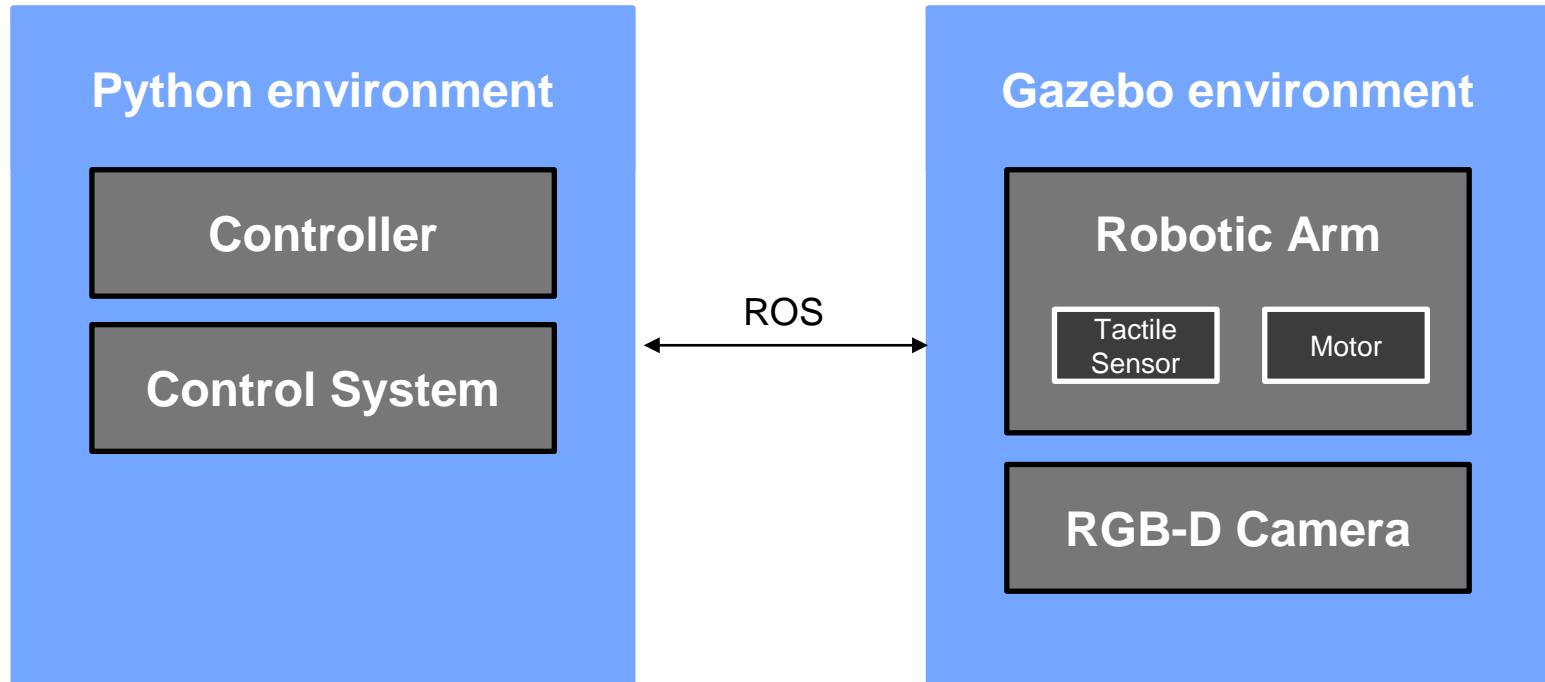 Python environment
Controller
Control System
ROS
Gazebo environment
Robotic Arm
Tactile
Sensor
Motor
RGB-D Camera